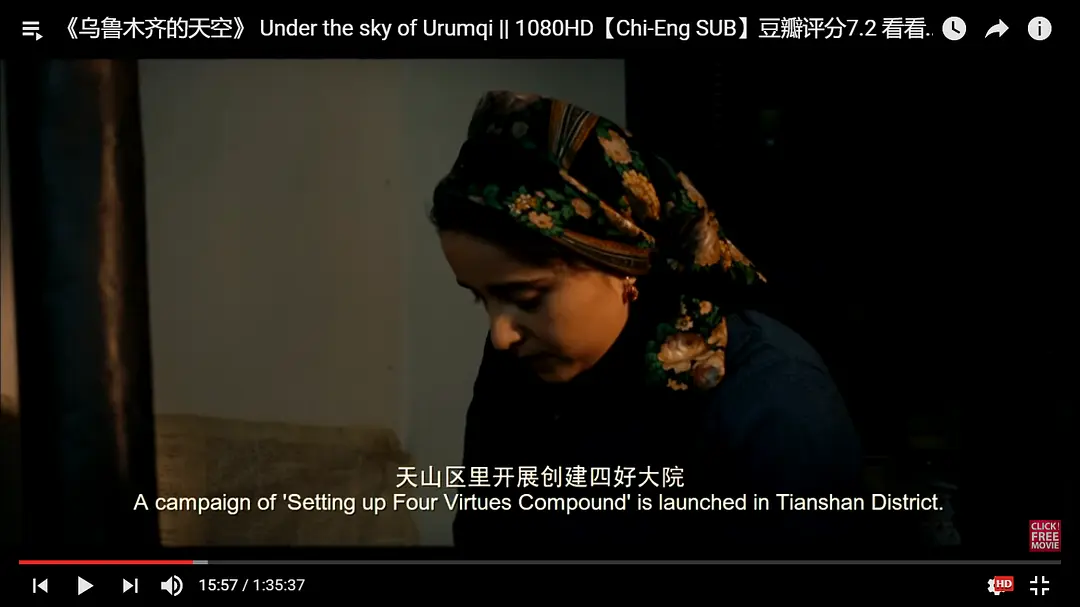 《乌鲁木齐的天空》 Under the sky of Urumqi || 1080HD【Chi-Eng SUB】豆瓣评分7.2 看看..
天山区里开展创建四好大院
A campaign of 'Setting up Four Virtues Compound' is launched in Tianshan District.
CLICK!
FREE
MOVIE
15:57 / 1:35:37
HD